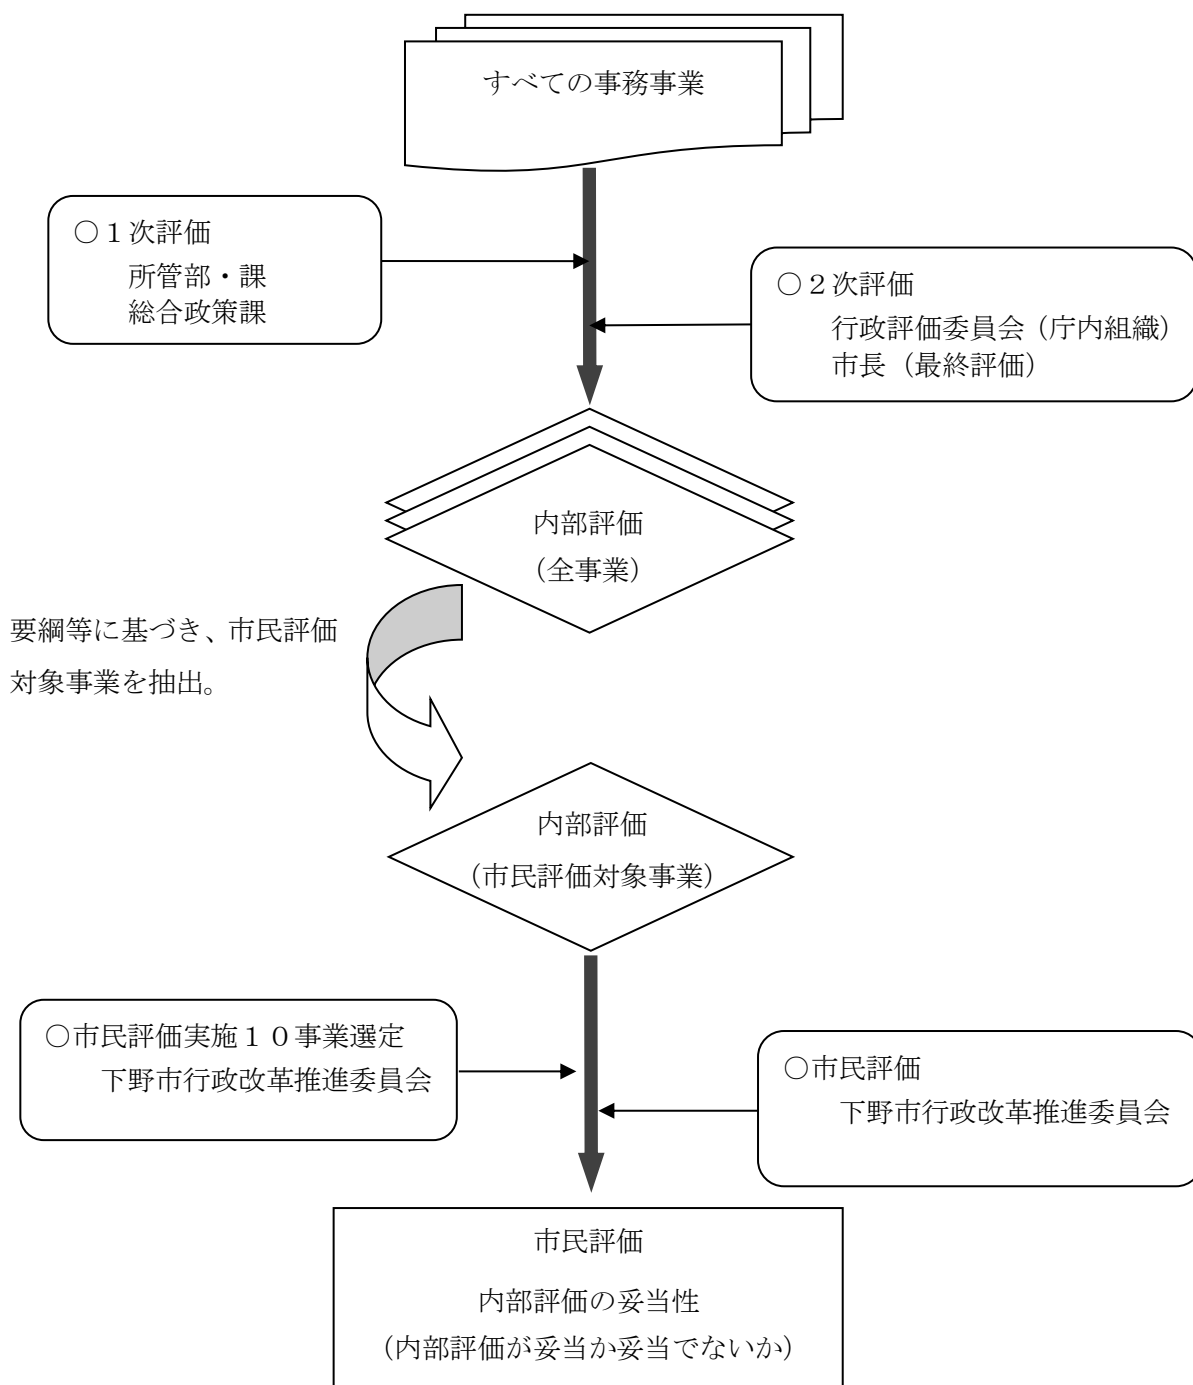 すべての事務事業
○１次評価
所管部・課
総合政策課
○２次評価
行政評価委員会（庁内組織）
市長（最終評価）
内部評価
（全事業）
要綱等に基づき、市民評価
対象事業を抽出。
内部評価
（市民評価対象事業）
○市民評価実施１０事業選定
下野市行政改革推進委員会
○市民評価
下野市行政改革推進委員会
市民評価
内部評価の妥当性
（内部評価が妥当か妥当でないか）